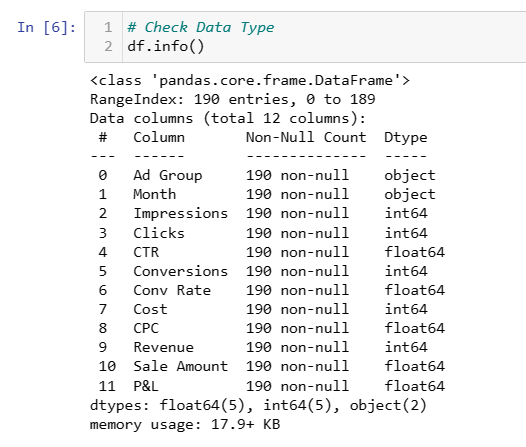 In [6]:
1 # Check Data Type
2 df.info()
<class 'pandas.core.frame.DataFrame'>
RangeIndex: 190 entries, 0 to 189
Data columns (total 12 columns):
 #   Column       Non-Null Count  Dtype
---  ------       --------------  -----
 0   Ad Group     190 non-null    object
 1   Month        190 non-null    object
 2   Impressions  190 non-null    int64
 3   Clicks       190 non-null    int64
 4   CTR          190 non-null    float64
 5   Conversions  190 non-null    int64
 6   Conv Rate    190 non-null    float64
 7   Cost         190 non-null    int64
 8   CPC          190 non-null    float64
 9   Revenue      190 non-null    int64
 10  Sale Amount  190 non-null    float64
 11  P&L          190 non-null    float64
dtypes: float64(5), int64(5), object(2)
memory usage: 17.9+ KB